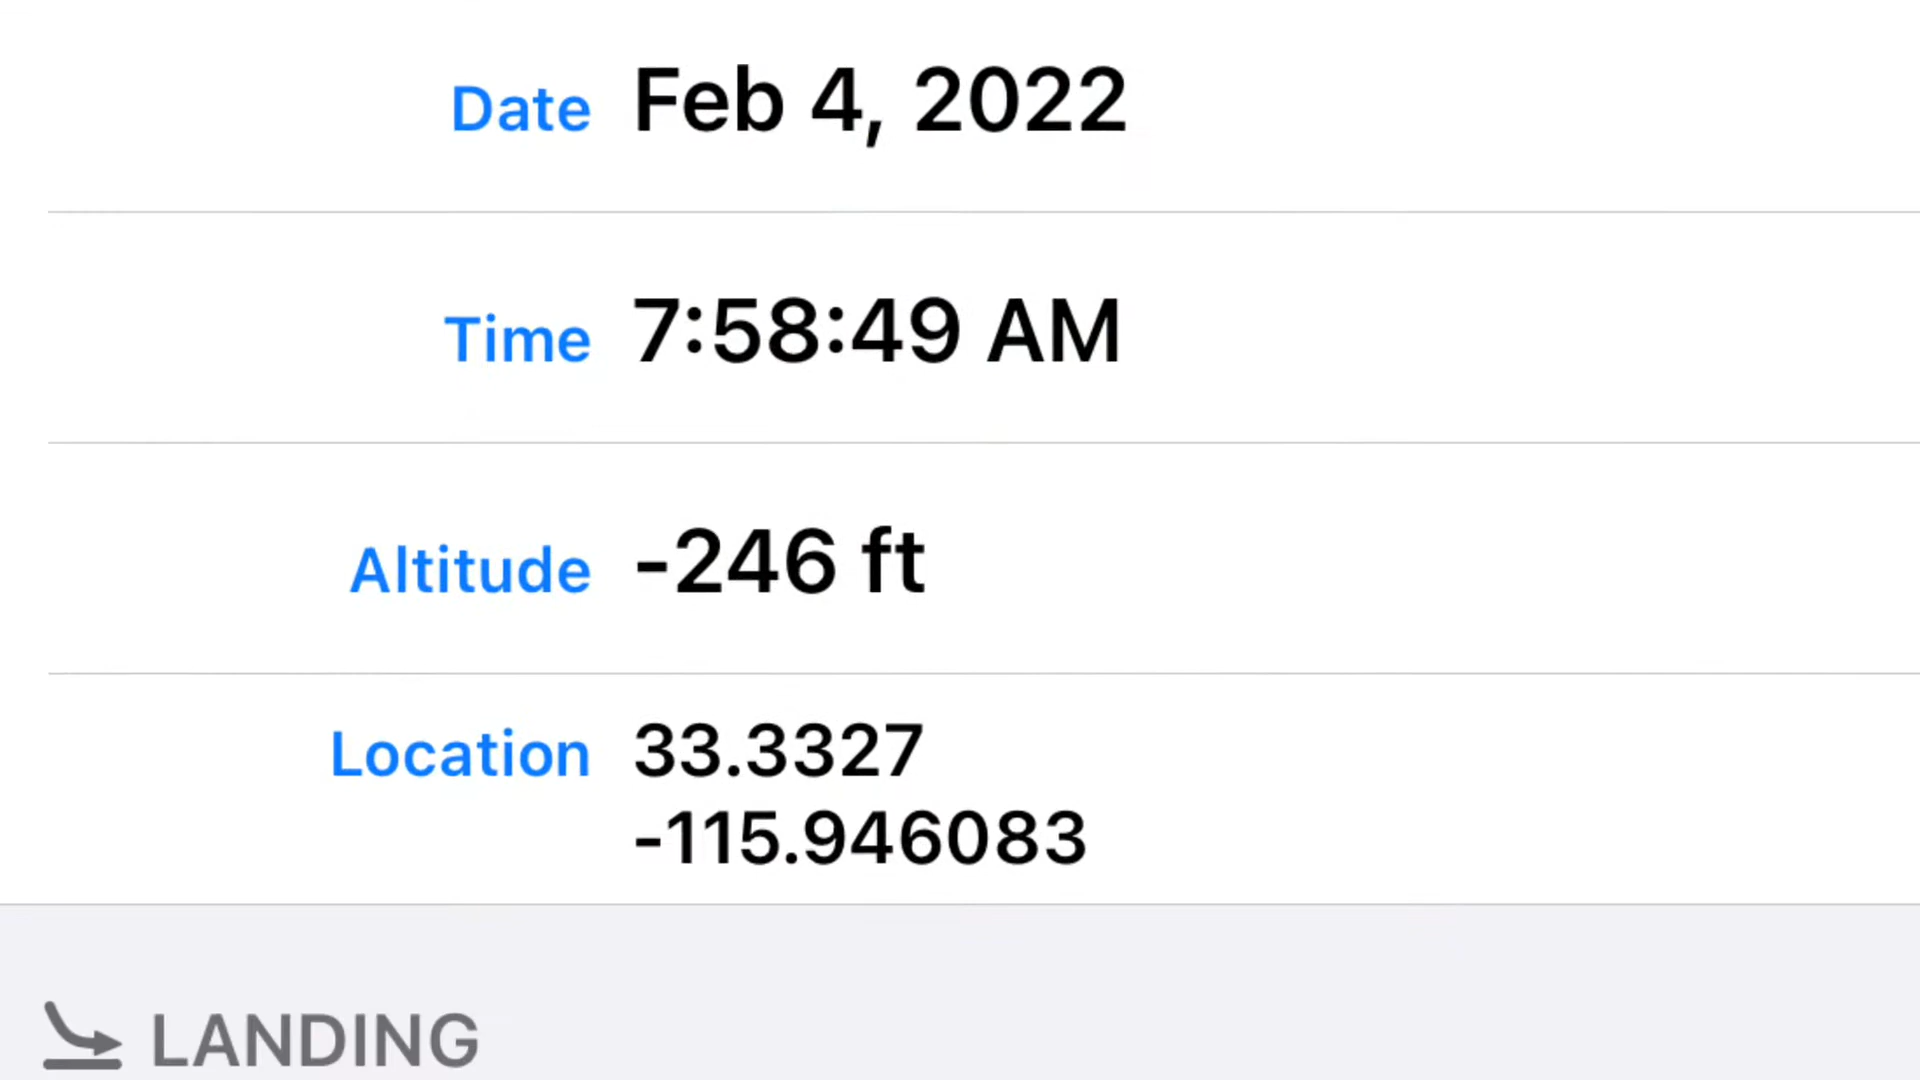 Date Feb 4, 2022
Time 7:58:49 AM
Altitude -246 ft
Location 33.3327
-115.946083
LANDING